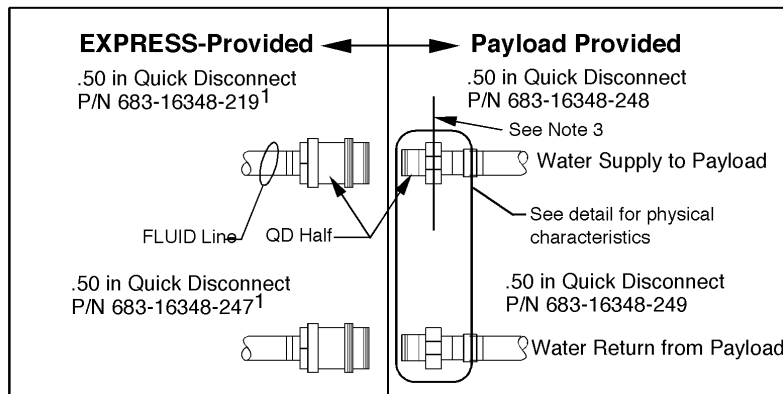 EXPRESS-Provided
.50 in Quick Disconnect
P/N 683-16348-219¹
FLUID Line
QD Half
.50 in Quick Disconnect
P/N 683-16348-247¹
Payload Provided
.50 in Quick Disconnect
P/N 683-16348-248
See Note 3
Water Supply to Payload
See detail for physical
characteristics
.50 in Quick Disconnect
P/N 683-16348-249
Water Return from Payload